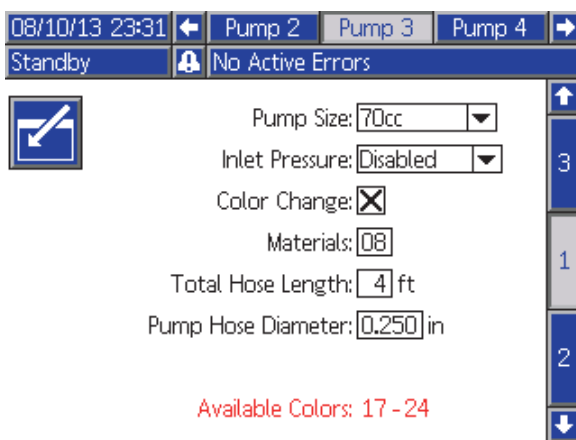 08/10/13 23:31 Pump 2 Pump 3 Pump 4
Standby No Active Errors
Pump Size: 70cc
Inlet Pressure: Disabled
3
Color Change:
Materials: 08
1
Total Hose Length: 4 ft
Pump Hose Diameter: 0.250 in
2
Available Colors: 17 - 24